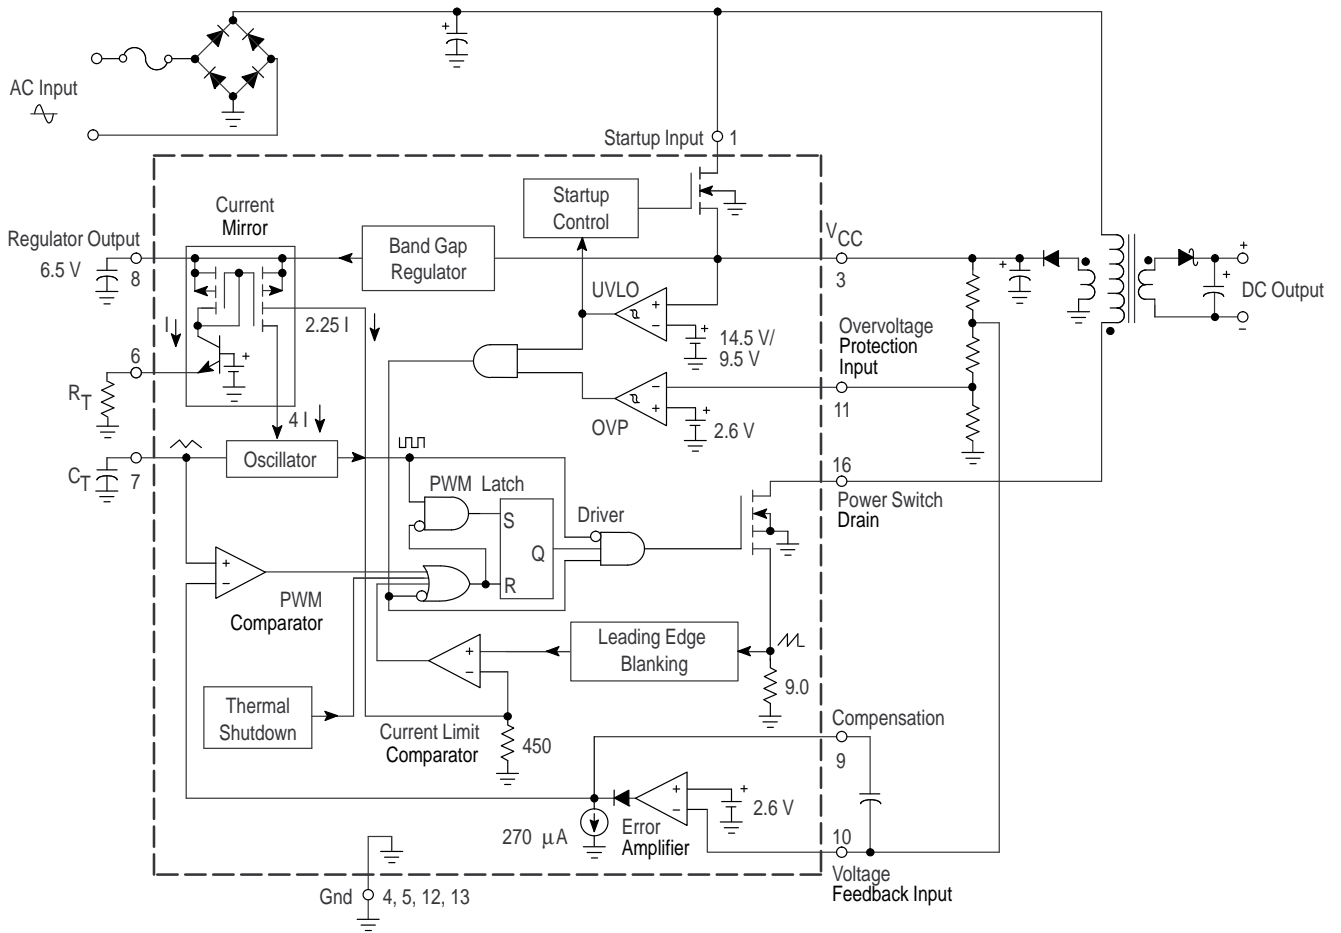 AC Input
Startup Input
1
Current
Mirror
Startup
Control
Regulator Output
6.5 V
8
Band Gap
Regulator
VCC
3
UVLO
+
−
14.5 V/
9.5 V
DC Output
+
−
I
2.25 I
Overvoltage
Protection
Input
11
6
RT
4 I
OVP
−
+
2.6 V
CT
7
Oscillator
PWM Latch
S
Q
R
Driver
16
Power Switch
Drain
+
−
PWM
Comparator
Leading Edge
Blanking
+
−
9.0
Thermal
Shutdown
Current Limit
Comparator
450
Compensation
9
270 µA
Error
Amplifier
+
−
2.6 V
10
Voltage
Feedback Input
Gnd
4, 5, 12, 13